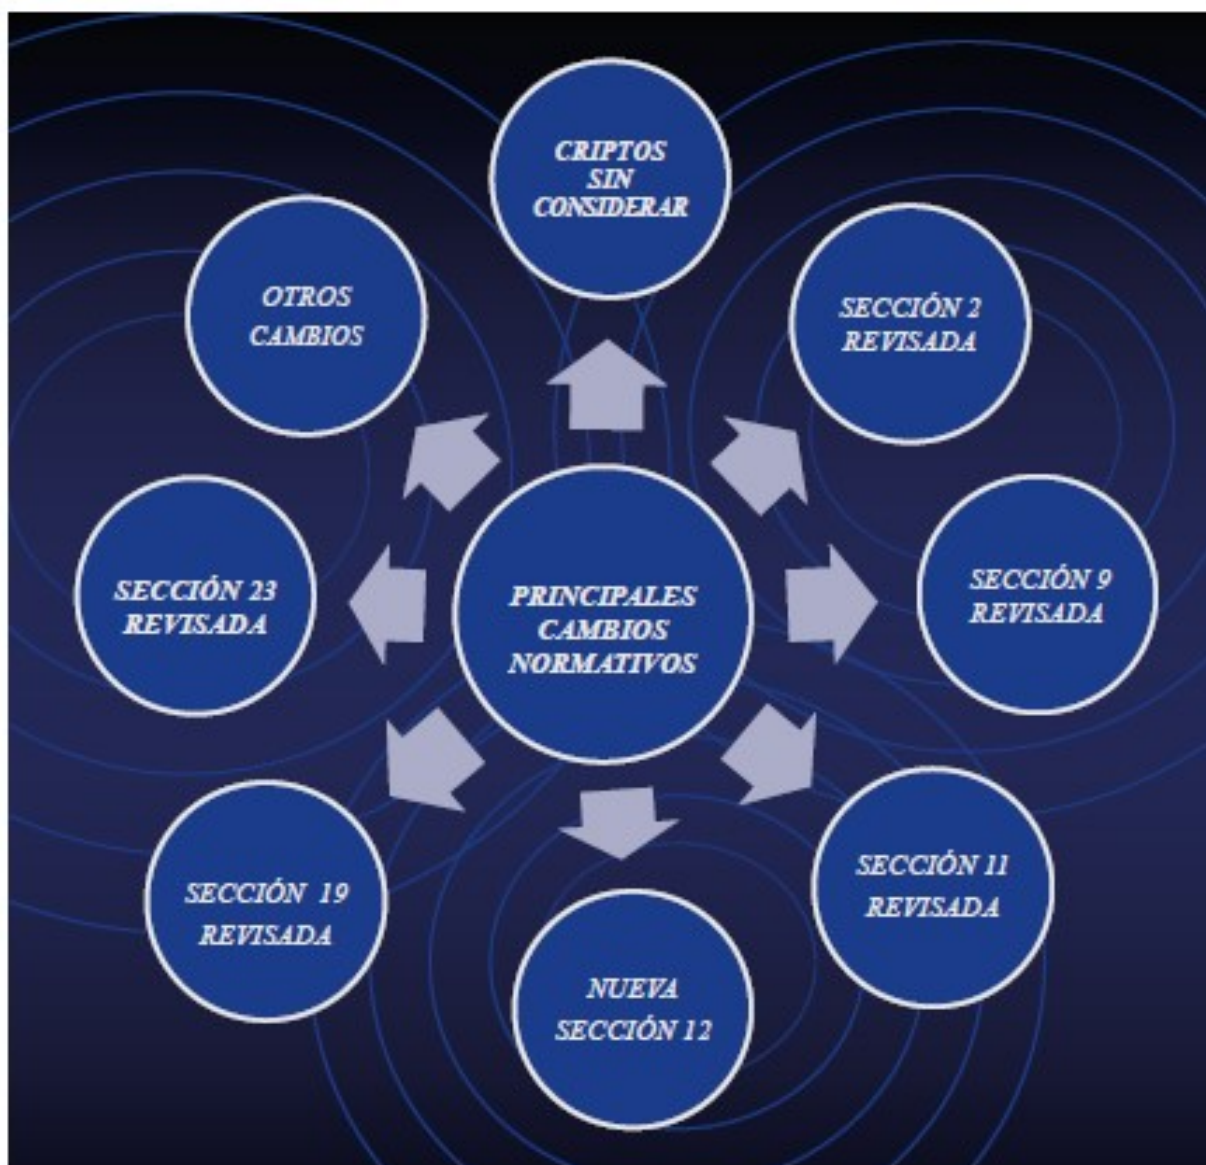 CRIPTOS
SIN
CONSIDERAR
OTROS
CAMBIOS
SECCIÓN 2
REVISADA
SECCIÓN 23
REVISADA
PRINCIPALES
CAMBIOS
NORMATIVOS
SECCIÓN 9
REVISADA
SECCIÓN 19
REVISADA
NUEVA
SECCIÓN 12
SECCIÓN 11
REVISADA